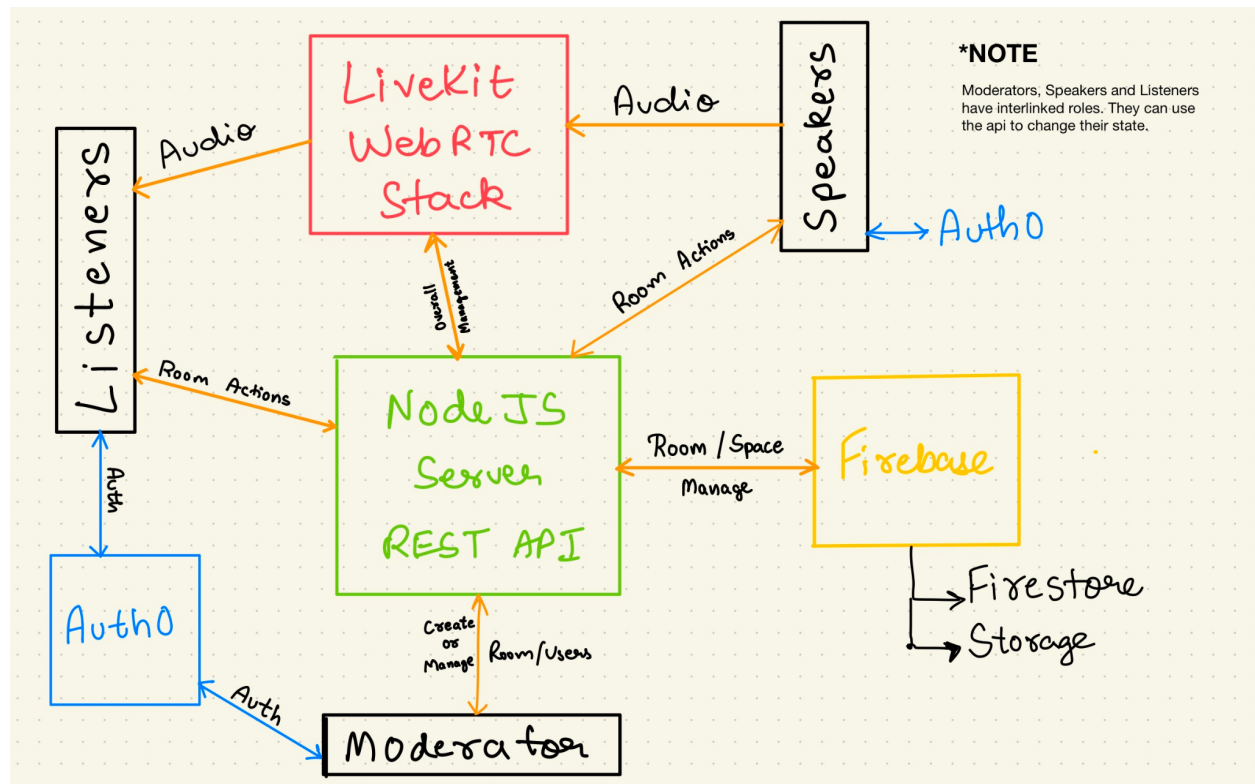 LiveKit
WebRTC
Stack
Speakers
*NOTE
Moderators, Speakers and Listeners
have interlinked roles. They can use
the api to change their state.
Audio
Audio
Listeners
Auth0
Room Actions
Overall
Management
Room Actions
NodeJS
Server
REST API
Room/Space
Manage
Firebase
Firestore
Storage
Auth
Auth0
Create
or
Manage
Room/Users
Auth
Moderator